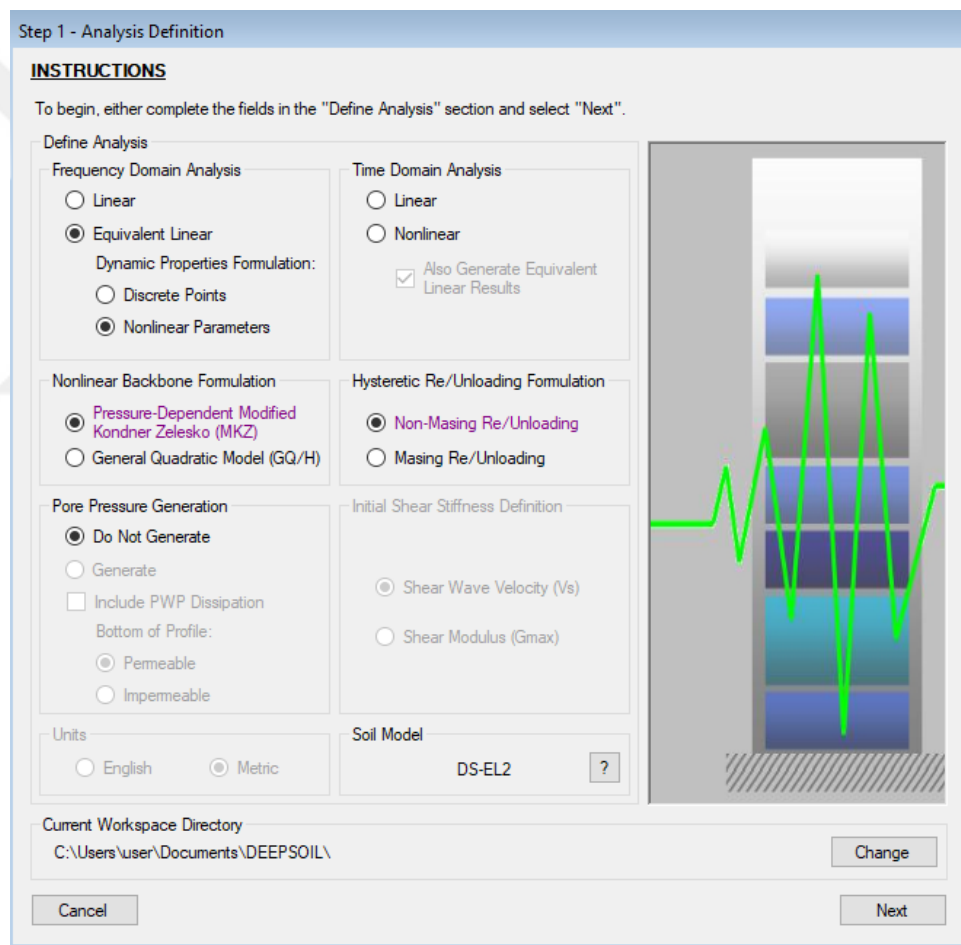 Step 1 - Analysis Definition
INSTRUCTIONS
To begin, either complete the fields in the "Define Analysis" section and select "Next".
Define Analysis
Frequency Domain Analysis
Linear
Equivalent Linear
Dynamic Properties Formulation:
Discrete Points
Nonlinear Parameters
Time Domain Analysis
Linear
Nonlinear
Also Generate Equivalent
Linear Results
Nonlinear Backbone Formulation
Pressure-Dependent Modified
Kondner Zelesko (MKZ)
General Quadratic Model (GQ/H)
Hysteretic Re/Unloading Formulation
Non-Masing Re/Unloading
Masing Re/Unloading
Pore Pressure Generation
Do Not Generate
Generate
Include PWP Dissipation
Bottom of Profile:
Permeable
Impermeable
Initial Shear Stiffness Definition
Shear Wave Velocity (Vs)
Shear Modulus (Gmax)
Units
English
Metric
Soil Model
DS-EL2
?
Current Workspace Directory
C:\Users\user\Documents\DEEPSOIL\
Change
Cancel
Next